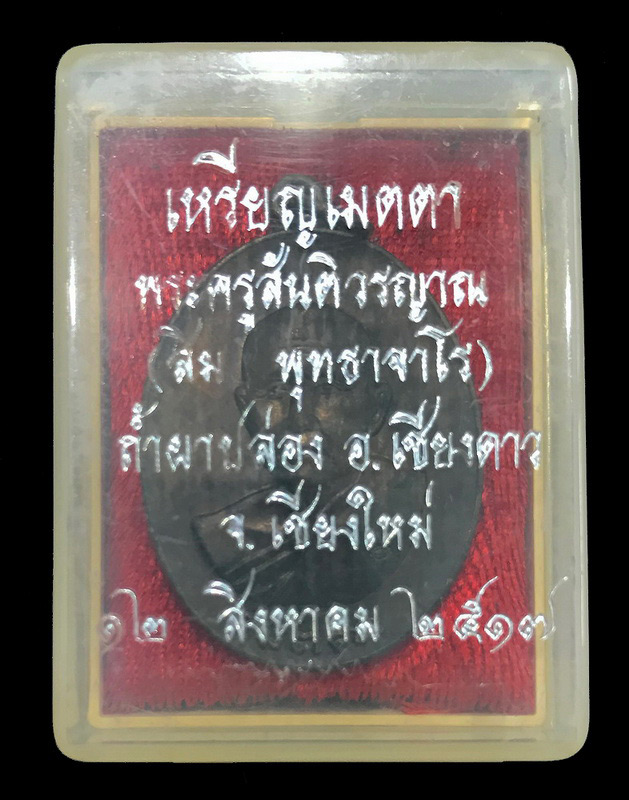 เหรียญเมตตา
พระครูสันติวรญาณ
(สิม พุทธาจาโร)
ถ้ำผาปล่อง อ.เชียงดาว
จ.เชียงใหม่
๑๒ สิงหาคม ๒๕๑๗